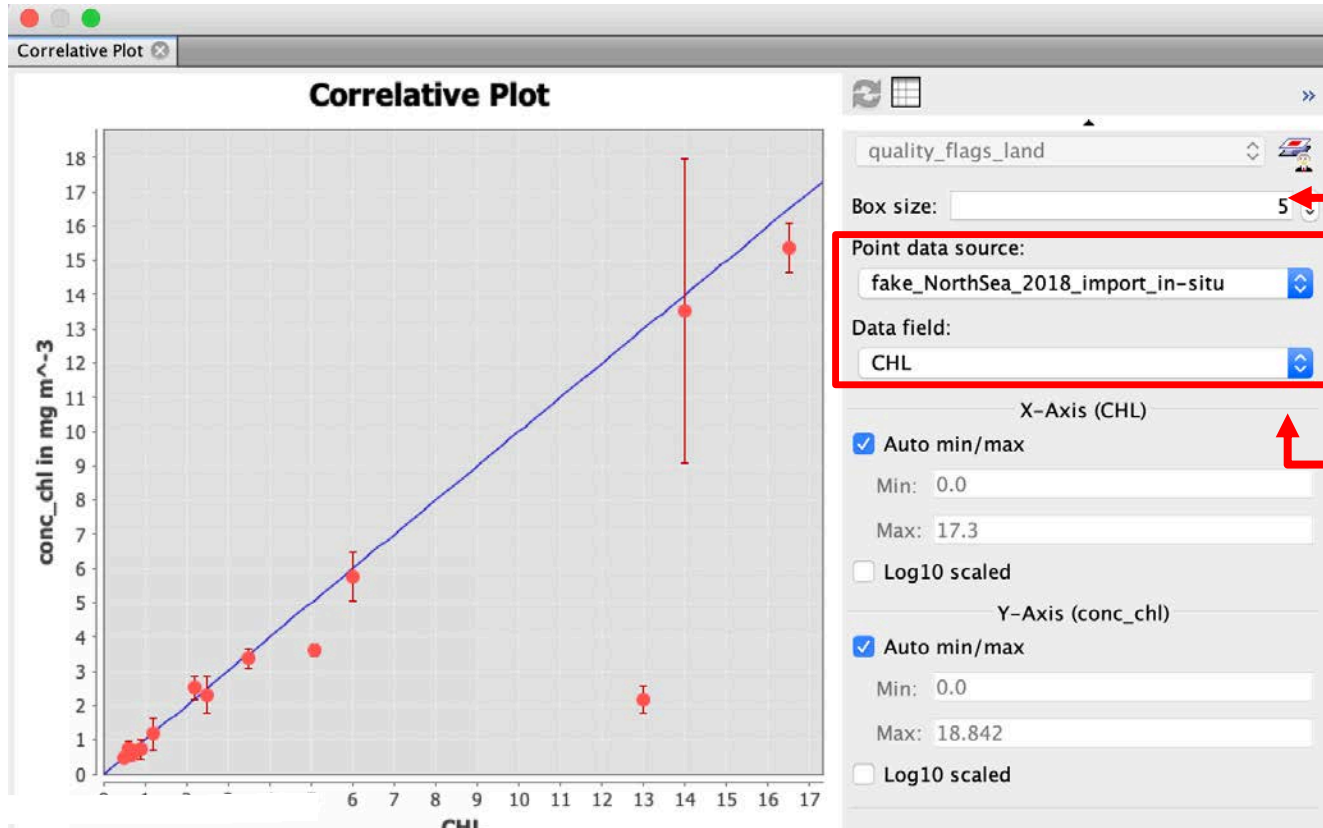 Correlative Plot
Correlative Plot
18
17
16
15
14
13
12
11
10
9
8
7
6
5
4
3
2
1
0
conc_chl in mg m^-3
6 7 8 9 10 11 12 13 14 15 16 17
CHL
»
quality_flags_land
Box size: 5
Point data source:
fake_NorthSea_2018_import_in-situ
Data field:
CHL
X-Axis (CHL)
Auto min/max
Min: 0.0
Max: 17.3
Log10 scaled
Y-Axis (conc_chl)
Auto min/max
Min: 0.0
Max: 18.842
Log10 scaled